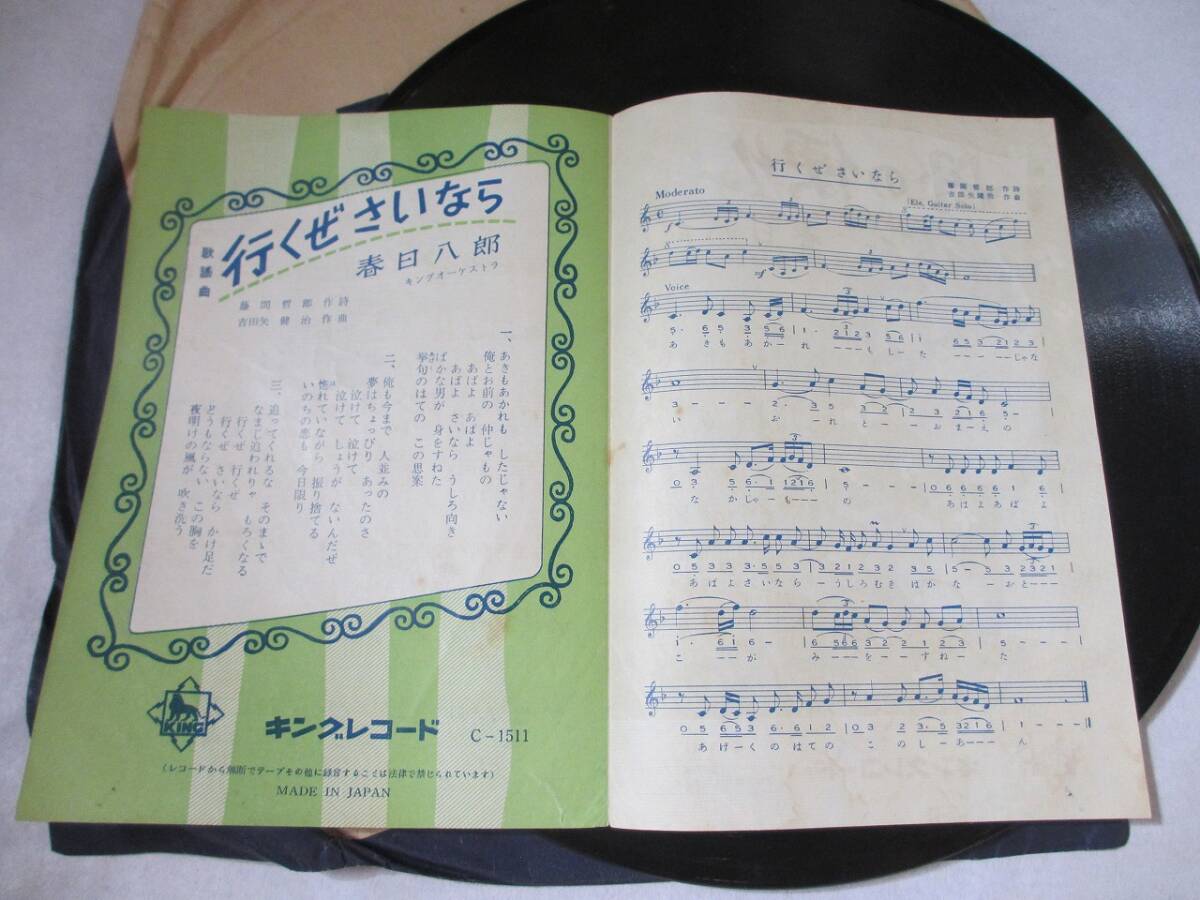 歌謡曲
行くぜさいなら
春日八郎
キングオーケストラ
藤間哲郎 作詩
吉田矢健治 作曲
一、
あきもあかれも したじゃない
俺とお前の 仲じゃもの
あばよ あばよ
あばよ さいなら うしろ向き
ばかな男が 身をすねた
挙句のはての この思案
二、
俺も今まで 人並みの
夢はちょっぴり あったのさ
泣けて 泣けて
泣けて しょうが ないんだぜ
惚れていながら 振り捨てる
いのちの恋も 今日限り
三、
追ってくれるな そのまゝで
なまじ追われりゃ もろくなる
行くぜ 行くぜ
行くぜ さいなら かけ足だ
どうもならない この胸を
夜明けの風が 吹き洗う
KING
キングレコード C-1511
(レコードから無断でテープその他に録音することは法律で禁じられています)
MADE IN JAPAN
行くぜさいなら
藤間哲郎 作詩
吉田矢健治 作曲
Moderato
(Ele, Guitar Solo)
Voice
あきもあかーれ ーーーもしーた ーーーーじゃな
い おーれ とーーおまーえの
なかじゃーもーーー の あばよあばよ
あばよさいならーうしろむきばかなーおとーーー
こーーが みーーーをーーすねーた
あげーくのはての このしーあーーん